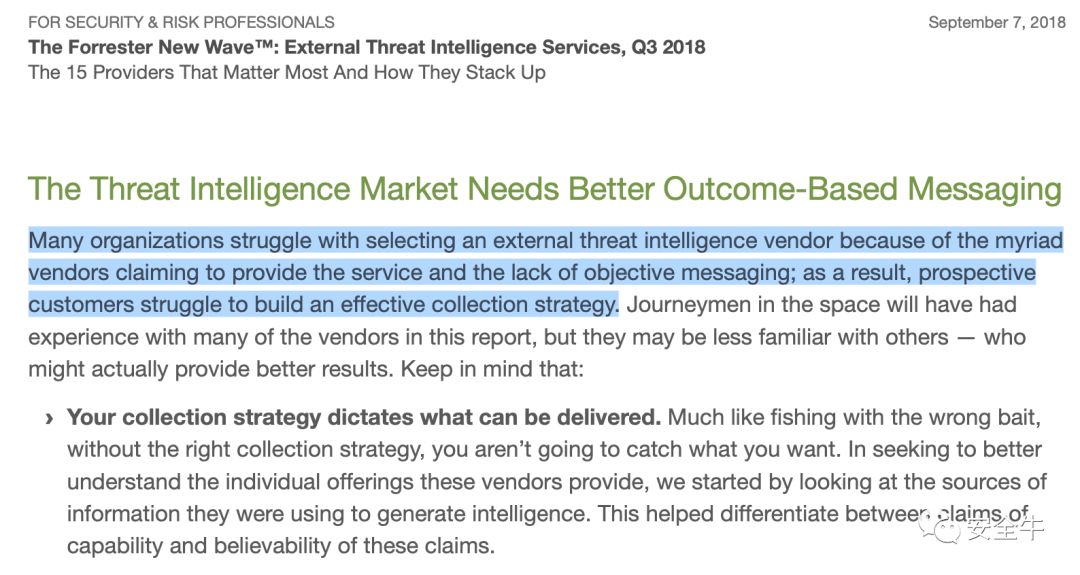 FOR SECURITY & RISK PROFESSIONALS
September 7, 2018
The Forrester New Wave™: External Threat Intelligence Services, Q3 2018
The 15 Providers That Matter Most And How They Stack Up
The Threat Intelligence Market Needs Better Outcome-Based Messaging
Many organizations struggle with selecting an external threat intelligence vendor because of the myriad
vendors claiming to provide the service and the lack of objective messaging; as a result, prospective
customers struggle to build an effective collection strategy. Journeymen in the space will have had
experience with many of the vendors in this report, but they may be less familiar with others — who
might actually provide better results. Keep in mind that:
› Your collection strategy dictates what can be delivered. Much like fishing with the wrong bait,
without the right collection strategy, you aren’t going to catch what you want. In seeking to better
understand the individual offerings these vendors provide, we started by looking at the sources of
information they were using to generate intelligence. This helped differentiate between claims of
capability and believability of these claims.
安全牛